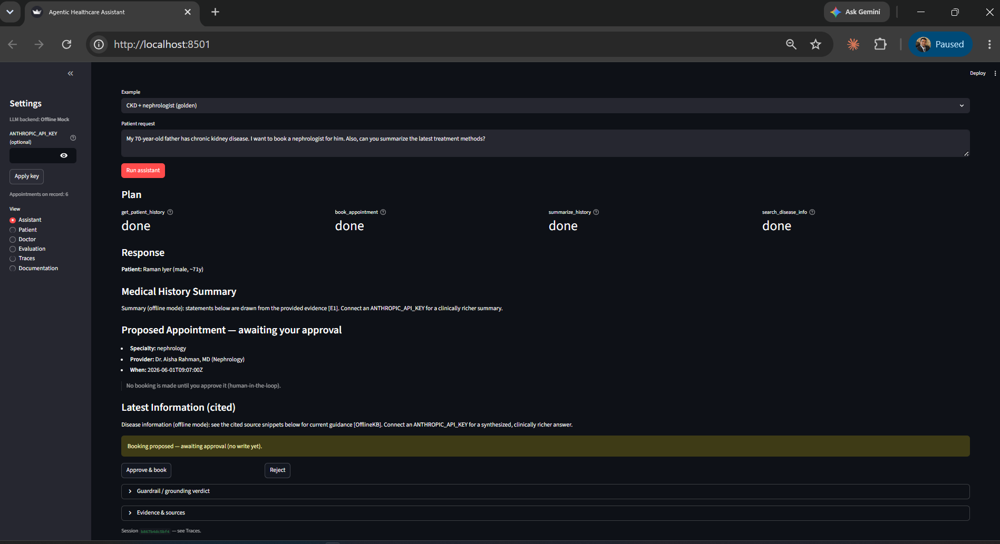 Agentic Healthcare Assistant
Ask Gemini
http://localhost:8501
Paused
Deploy
Settings
LLM backend: Offline Mock
ANTHROPIC_API_KEY
(optional)
Apply key
Appointments on record: 6
View
Assistant
Patient
Doctor
Evaluation
Traces
Documentation
Example
CKD + nephrologist (golden)
Patient request
My 70-year-old father has chronic kidney disease. I want to book a nephrologist for him. Also, can you summarize the latest treatment methods?
Run assistant
Plan
get_patient_history book_appointment summarize_history search_disease_info
done done done done
Response
Patient: Raman Iyer (male, ~71y)
Medical History Summary
Summary (offline mode): statements below are drawn from the provided evidence [E1]. Connect an ANTHROPIC_API_KEY for a clinically richer summary.
Proposed Appointment — awaiting your approval
• Specialty: nephrology
• Provider: Dr. Aisha Rahman, MD (Nephrology)
• When: 2026-06-01T09:07:00Z
No booking is made until you approve it (human-in-the-loop).
Latest Information (cited)
Disease information (offline mode): see the cited source snippets below for current guidance [OfflineKB]. Connect an ANTHROPIC_API_KEY for a synthesized, clinically richer answer.
Booking proposed — awaiting approval (no write yet).
Approve & book Reject
Guardrail / grounding verdict
Evidence & sources
Session b867b4dc5bf4 — see Traces.